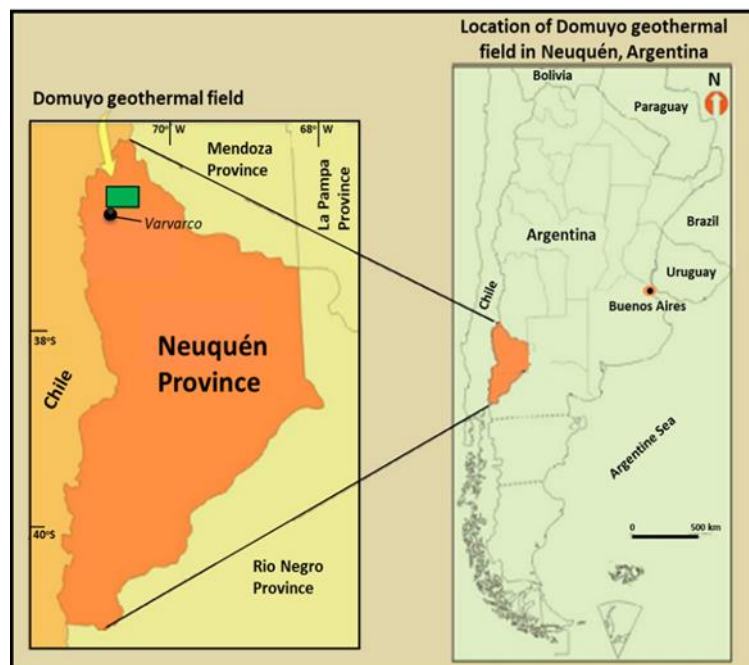 Location of Domuyo geothermal
field in Neuquén, Argentina
Domuyo geothermal field
70° W
68° W
Mendoza
Province
La Pampa
Province
Varvarco
38°S
Neuquén
Province
Chile
40°S
Rio Negro
Province
Bolivia
N
Paraguay
Brazil
Argentina
Uruguay
Chile
Buenos Aires
Argentine Sea
0
500 km